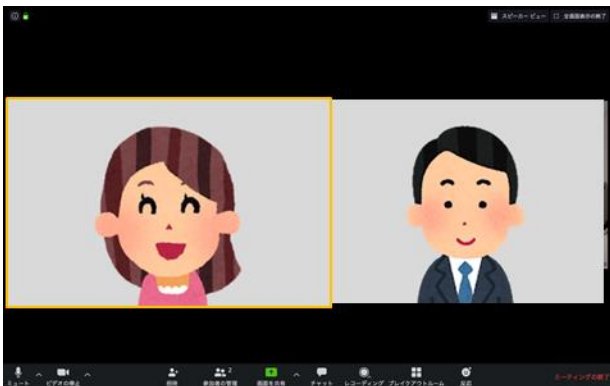 スピーカー ビュー 全画面表示の終了
ミュート ビデオの停止 招待 参加者の管理 2 画面を共有 チャット レコーディング ブレイクアウトルーム 反応 ミーティングの終了